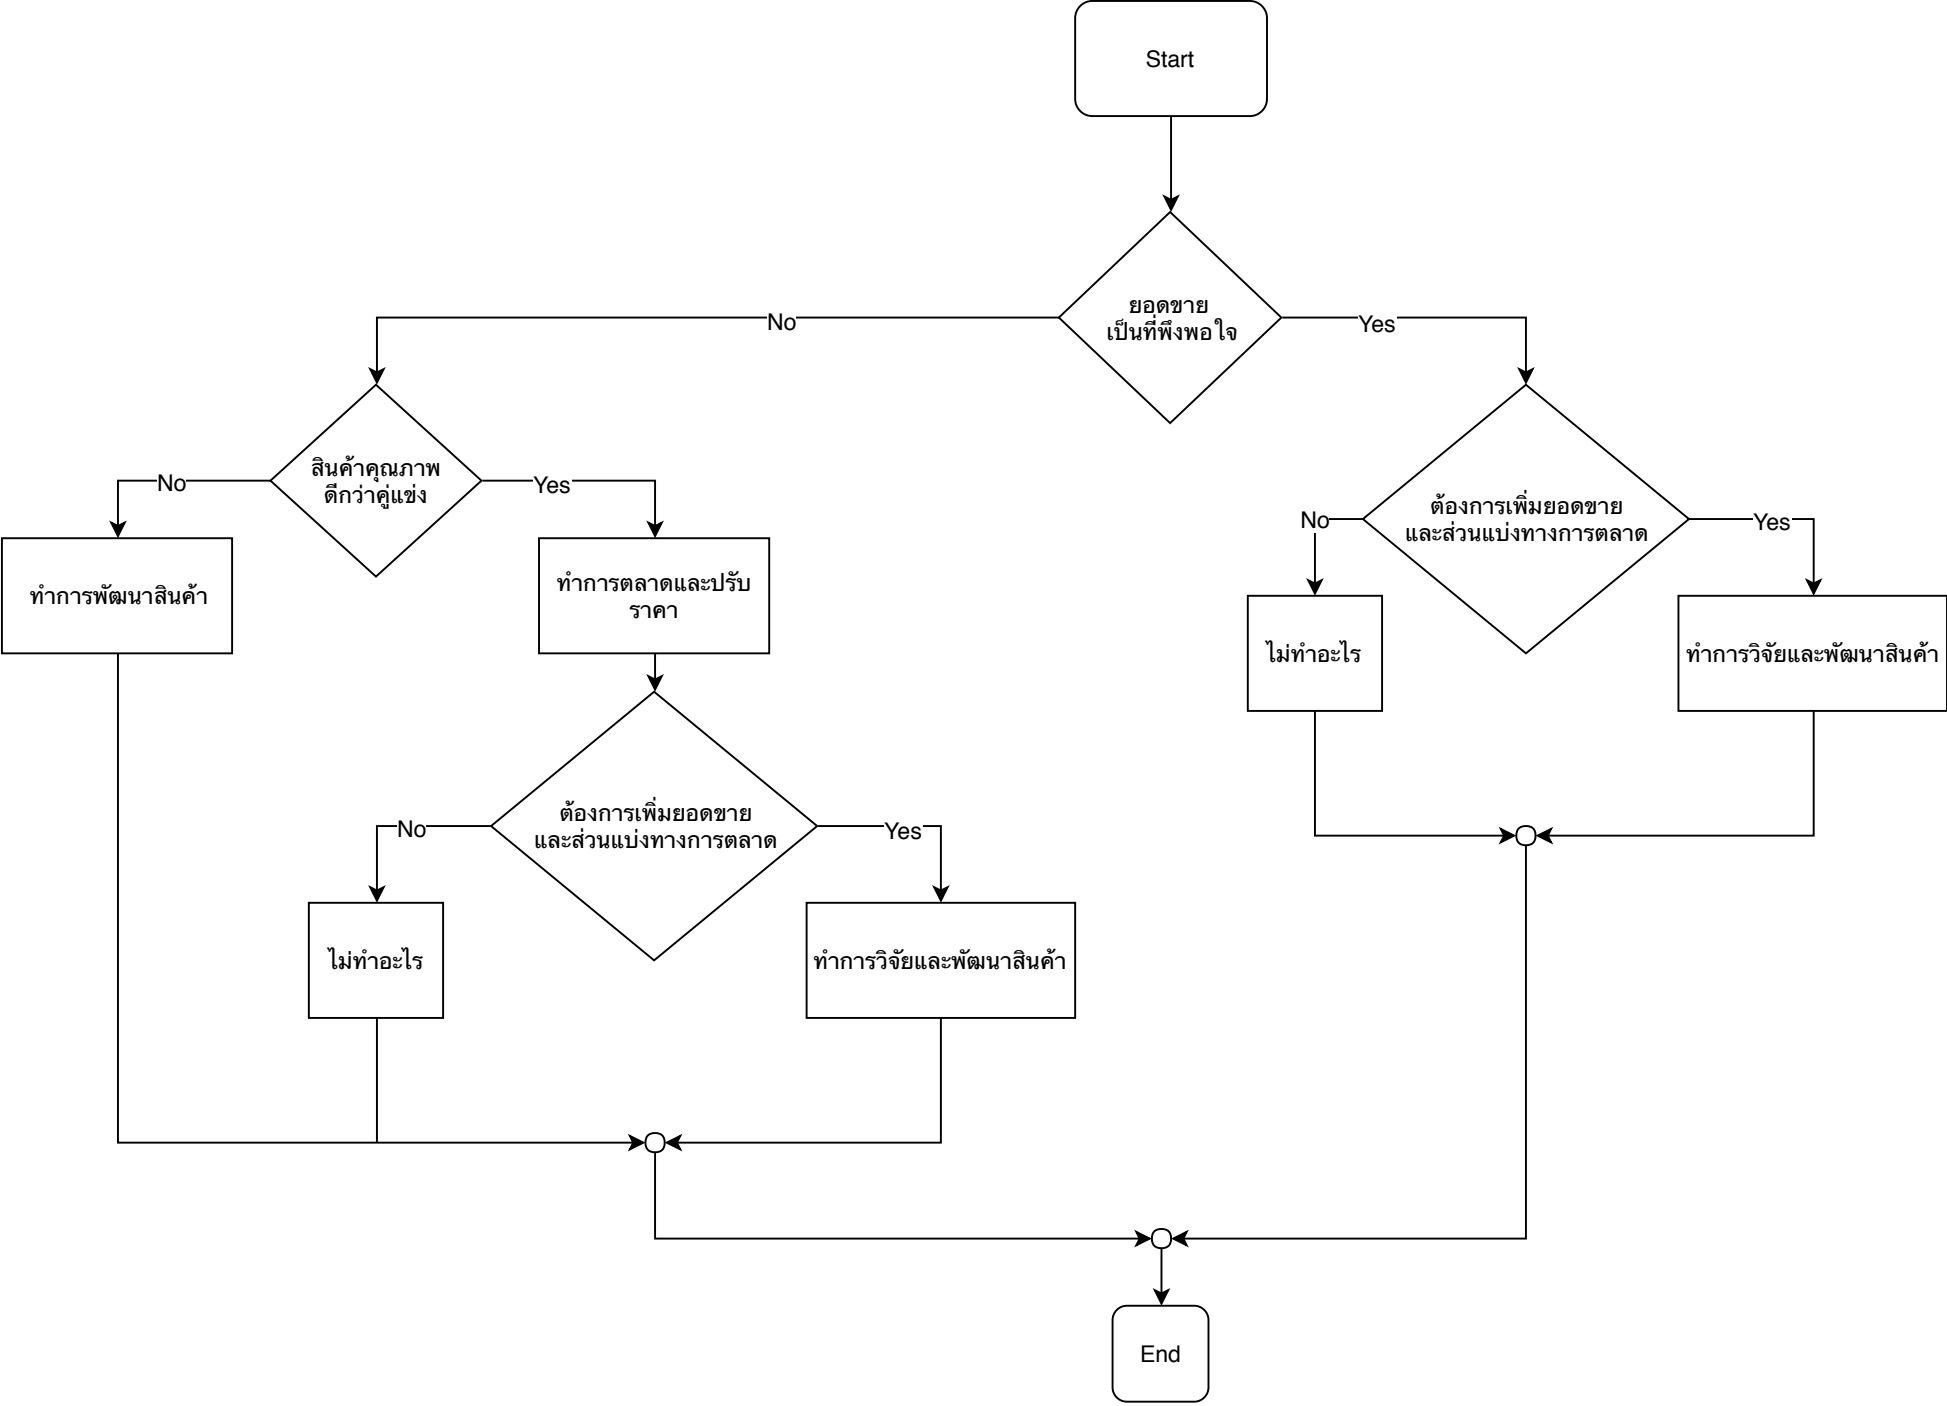 Start
ยอดขาย
เป็นที่พึงพอใจ
No
Yes
สินค้าคุณภาพ
ดีกว่าคู่แข่ง
No
Yes
ต้องการเพิ่มยอดขาย
และส่วนแบ่งทางการตลาด
No
Yes
ทำการพัฒนาสินค้า
ทำการตลาดและปรับ
ราคา
ไม่ทำอะไร
ทำการวิจัยและพัฒนาสินค้า
ต้องการเพิ่มยอดขาย
และส่วนแบ่งทางการตลาด
No
Yes
ไม่ทำอะไร
ทำการวิจัยและพัฒนาสินค้า
End